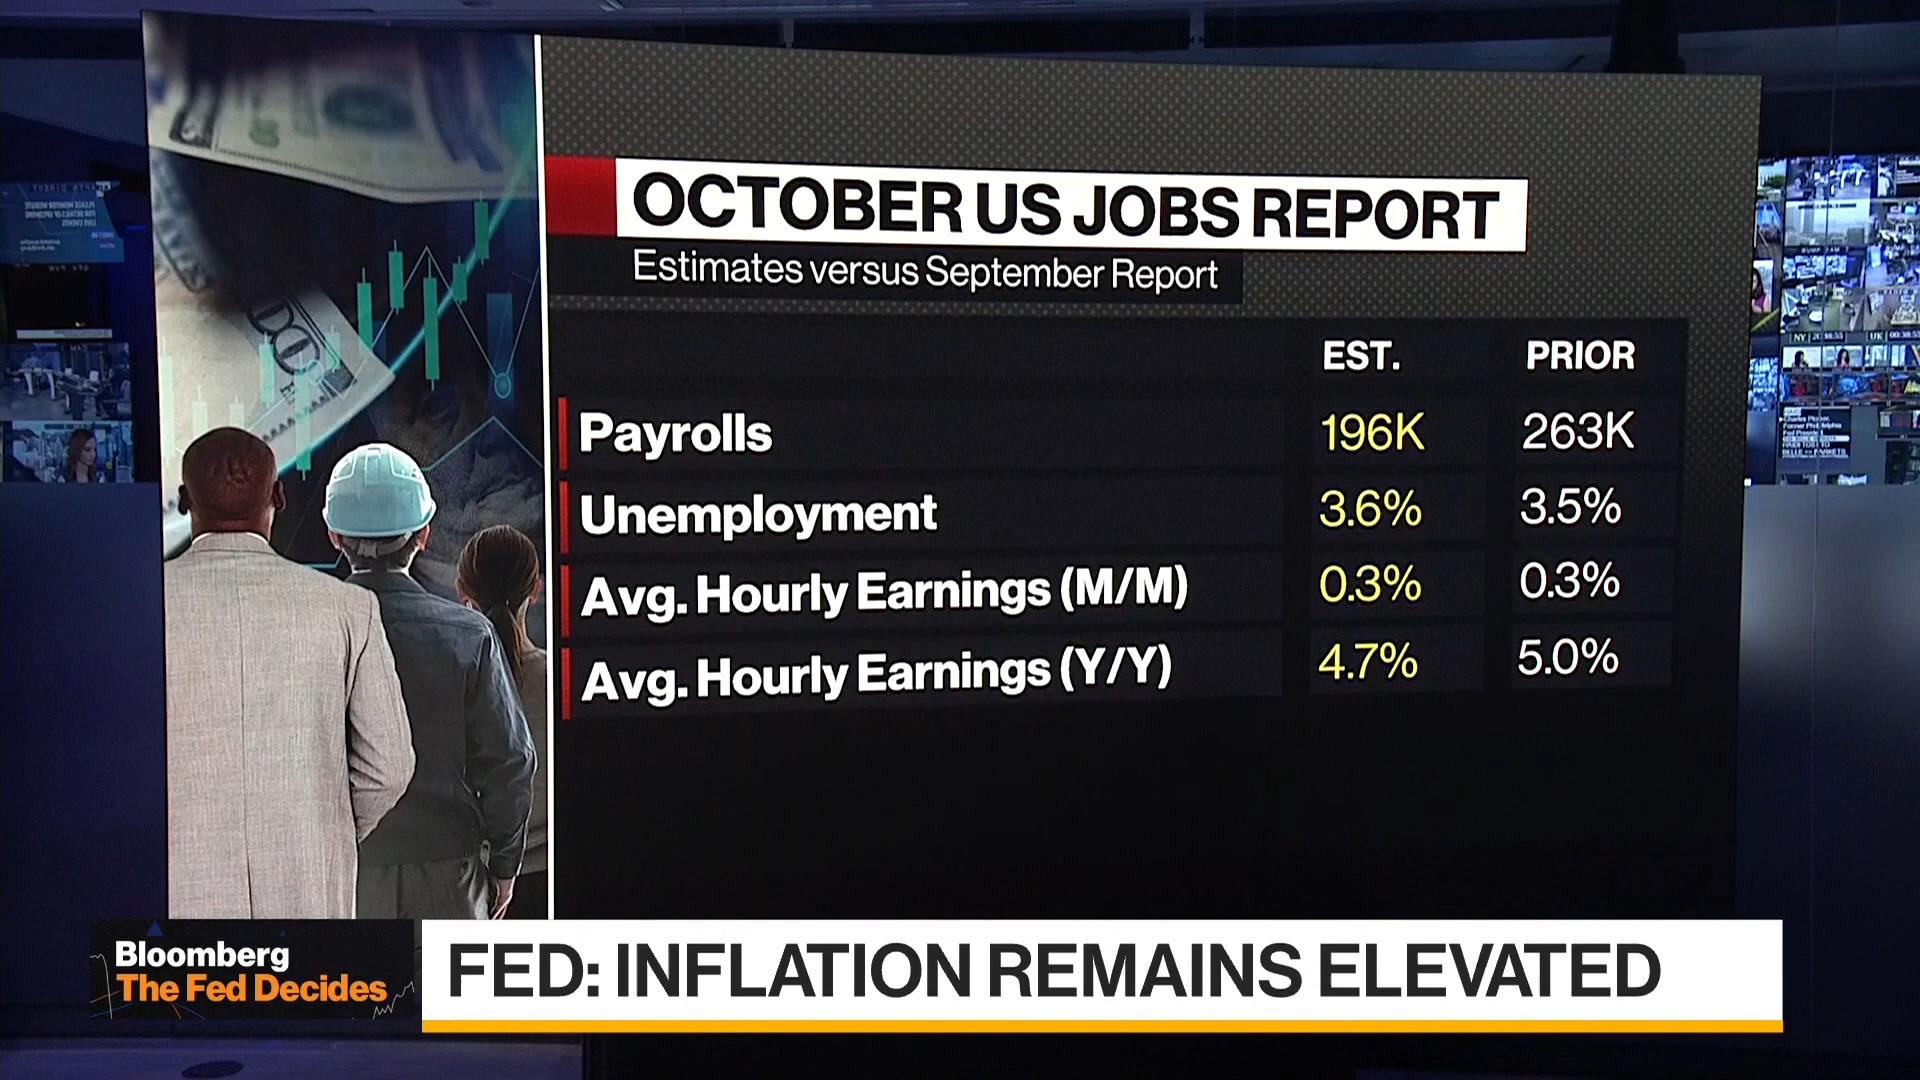 OCTOBER US JOBS REPORT
Estimates versus September Report
EST. PRIOR
Payrolls 196K 263K
Unemployment 3.6% 3.5%
Avg. Hourly Earnings (M/M) 0.3% 0.3%
Avg. Hourly Earnings (Y/Y) 4.7% 5.0%
Bloomberg
The Fed Decides
FED: INFLATION REMAINS ELEVATED